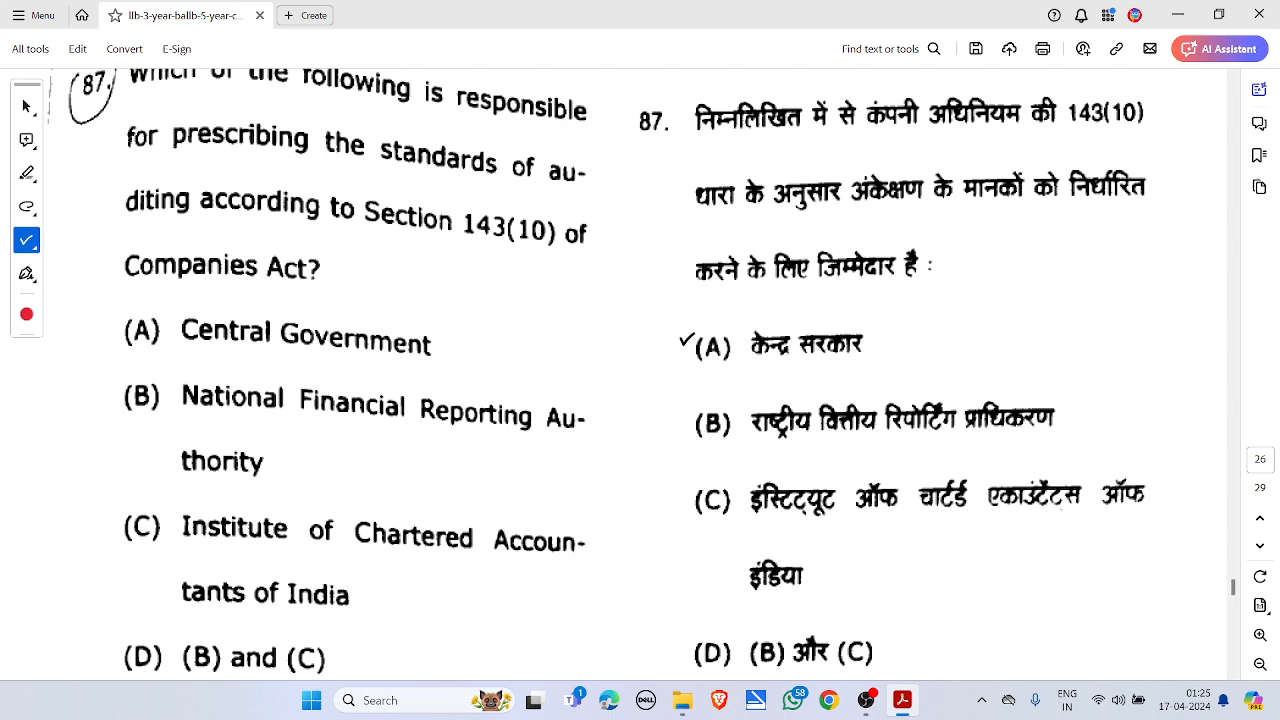 Menu
llb-3-year-ballb-5-year-c...
Create
All tools Edit Convert E-Sign
Find text or tools
AI Assistant
87. Which of the following is responsible
for prescribing the standards of au-
diting according to Section 143(10) of
Companies Act?
(A) Central Government
(B) National Financial Reporting Au-
thority
(C) Institute of Chartered Accoun-
tants of India
(D) (B) and (C)
87. निम्नलिखित में से कंपनी अधिनियम की 143(10)
धारा के अनुसार अंकेक्षण के मानकों को निर्धारित
करने के लिए जिम्मेदार है :
(A) केन्द्र सरकार
(B) राष्ट्रीय वित्तीय रिपोर्टिंग प्राधिकरण
(C) इंस्टिट्यूट ऑफ चार्टर्ड एकाउंटेंट्स ऑफ
इंडिया
(D) (B) और (C)
26
29
Search
1
DELL
58
ENG
IN
01:25
17-04-2024